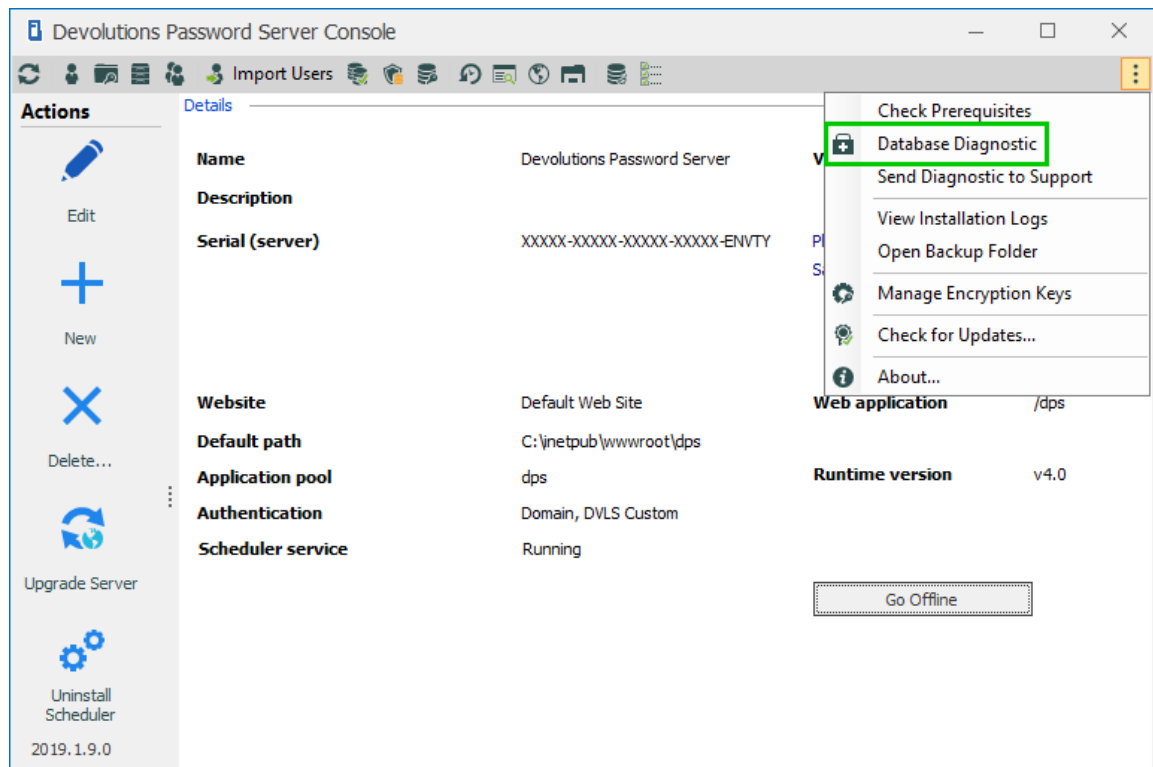 Devolutions Password Server Console
Import Users
Actions
Edit
New
Delete...
Upgrade Server
Uninstall
Scheduler
2019.1.9.0
Details
Name Devolutions Password Server
Description
Serial (server) XXXXX-XXXXX-XXXXX-XXXXX-ENVTY
Website Default Web Site Web application /dps
Default path C:\inetpub\wwwroot\dps
Application pool dps Runtime version v4.0
Authentication Domain, DVLS Custom
Scheduler service Running
Go Offline
Check Prerequisites
Database Diagnostic
Send Diagnostic to Support
View Installation Logs
Open Backup Folder
Manage Encryption Keys
Check for Updates...
About...